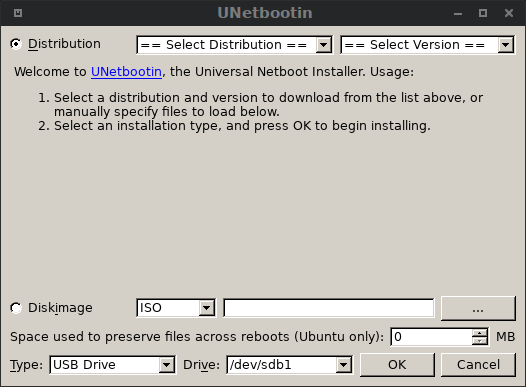 UNetbootin
Distribution == Select Distribution == == Select Version ==
Welcome to UNetbootin, the Universal Netboot Installer. Usage:
1. Select a distribution and version to download from the list above, or
manually specify files to load below.
2. Select an installation type, and press OK to begin installing.
Diskimage ISO ...
Space used to preserve files across reboots (Ubuntu only): 0 MB
Type: USB Drive Drive: /dev/sdb1 OK Cancel